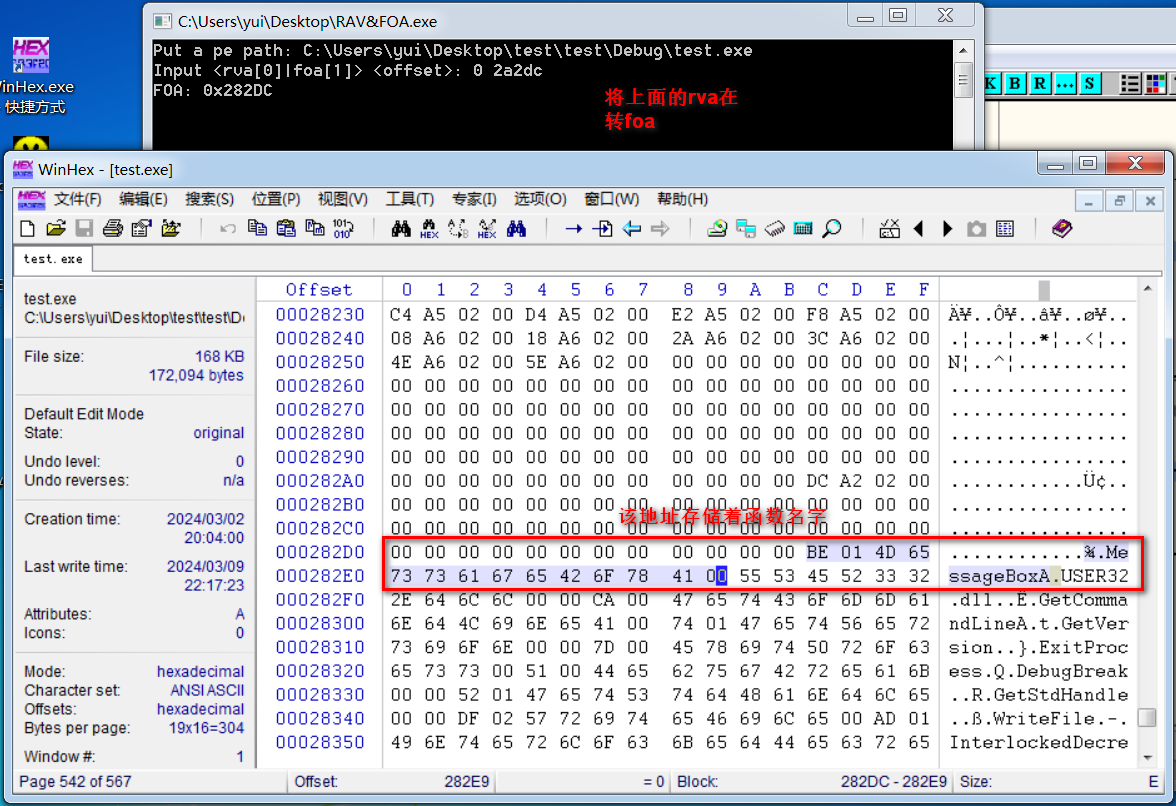 C:\Users\yui\Desktop\RAV&FOA.exe
Put a pe path: C:\Users\yui\Desktop\test\test\Debug\test.exe
Input <rva[0]|foa[1]> <offset>: 0 2a2dc
FOA: 0x282DC
将上面的rva在
转foa
HEX
inHex.exe
快捷方式
K B R ... S
WinHex - [test.exe]
文件(F) 编辑(E) 搜索(S) 位置(P) 视图(V) 工具(T) 专家(I) 选项(O) 窗口(W) 帮助(H)
test.exe
test.exe
C:\Users\yui\Desktop\test\test\De
File size: 168 KB
172,094 bytes
Default Edit Mode
State: original
Undo level: 0
Undo reverses: n/a
Creation time: 2024/03/02
20:04:00
Last write time: 2024/03/09
22:17:23
Attributes: A
Icons: 0
Mode: hexadecimal
Character set: ANSI ASCII
Offsets: hexadecimal
Bytes per page: 19x16=304
Window #: 1
Offset 0 1 2 3 4 5 6 7 8 9 A B C D E F
00028230 C4 A5 02 00 D4 A5 02 00 E2 A5 02 00 F8 A5 02 00 Ä¥..Ô¥..â¥..ø¥..
00028240 08 A6 02 00 18 A6 02 00 2A A6 02 00 3C A6 02 00 .¦...¦..*¦..<¦..
00028250 4E A6 02 00 5E A6 02 00 00 00 00 00 00 00 00 00 N¦..^¦..........
00028260 00 00 00 00 00 00 00 00 00 00 00 00 00 00 00 00 ................
00028270 00 00 00 00 00 00 00 00 00 00 00 00 00 00 00 00 ................
00028280 00 00 00 00 00 00 00 00 00 00 00 00 00 00 00 00 ................
00028290 00 00 00 00 00 00 00 00 00 00 00 00 00 00 00 00 ................
000282A0 00 00 00 00 00 00 00 00 00 00 00 00 DC A2 02 00 ............Ü¢..
000282B0 00 00 00 00 00 00 00 00 00 00 00 00 00 00 00 00 ................
该地址存储着函数名字
000282C0 00 00 00 00 00 00 00 00 00 00 00 00 00 00 00 00 ................
000282D0 00 00 00 00 00 00 00 00 00 00 00 00 BE 01 4D 65 ............¾.Me
000282E0 73 73 61 67 65 42 6F 78 41 00 55 53 45 52 33 32 ssageBoxA.USER32
000282F0 2E 64 6C 6C 00 00 CA 00 47 65 74 43 6F 6D 6D 61 .dll..Ê.GetComma
00028300 6E 64 4C 69 6E 65 41 00 74 01 47 65 74 56 65 72 ndLineA.t.GetVer
00028310 73 69 6F 6E 00 00 7D 00 45 78 69 74 50 72 6F 63 sion..}.ExitProc
00028320 65 73 73 00 51 00 44 65 62 75 67 42 72 65 61 6B ess.Q.DebugBreak
00028330 00 00 52 01 47 65 74 53 74 64 48 61 6E 64 6C 65 ..R.GetStdHandle
00028340 00 00 DF 02 57 72 69 74 65 46 69 6C 65 00 AD 01 ..ß.WriteFile.-.
00028350 49 6E 74 65 72 6C 6F 63 6B 65 64 44 65 63 72 65 InterlockedDecre
Page 542 of 567 Offset: 282E9 = 0 Block: 282DC - 282E9 Size: E